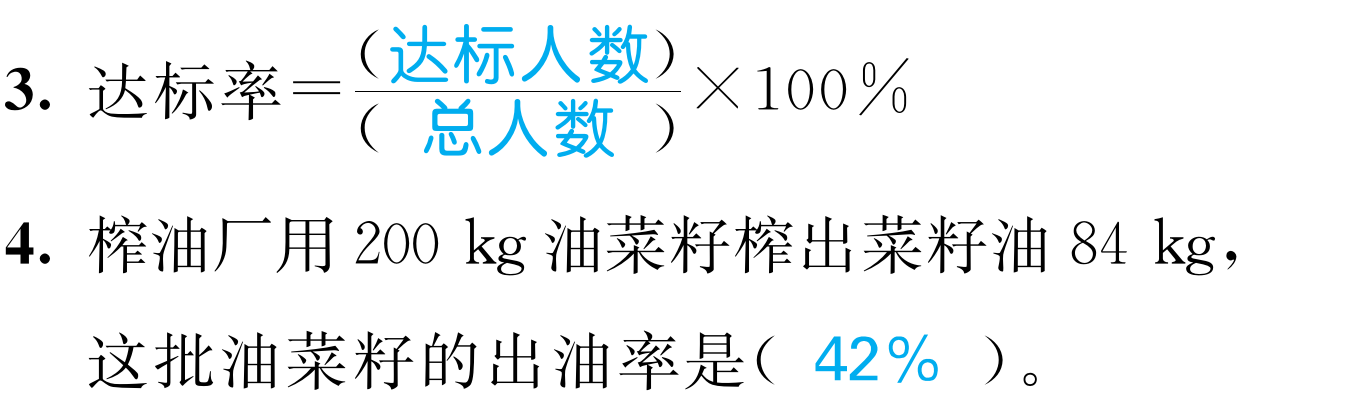 3. 达标率=(达标人数)/(总人数)×100%
4. 榨油厂用 200 kg 油菜籽榨出菜籽油 84 kg，
这批油菜籽的出油率是( 42% )。